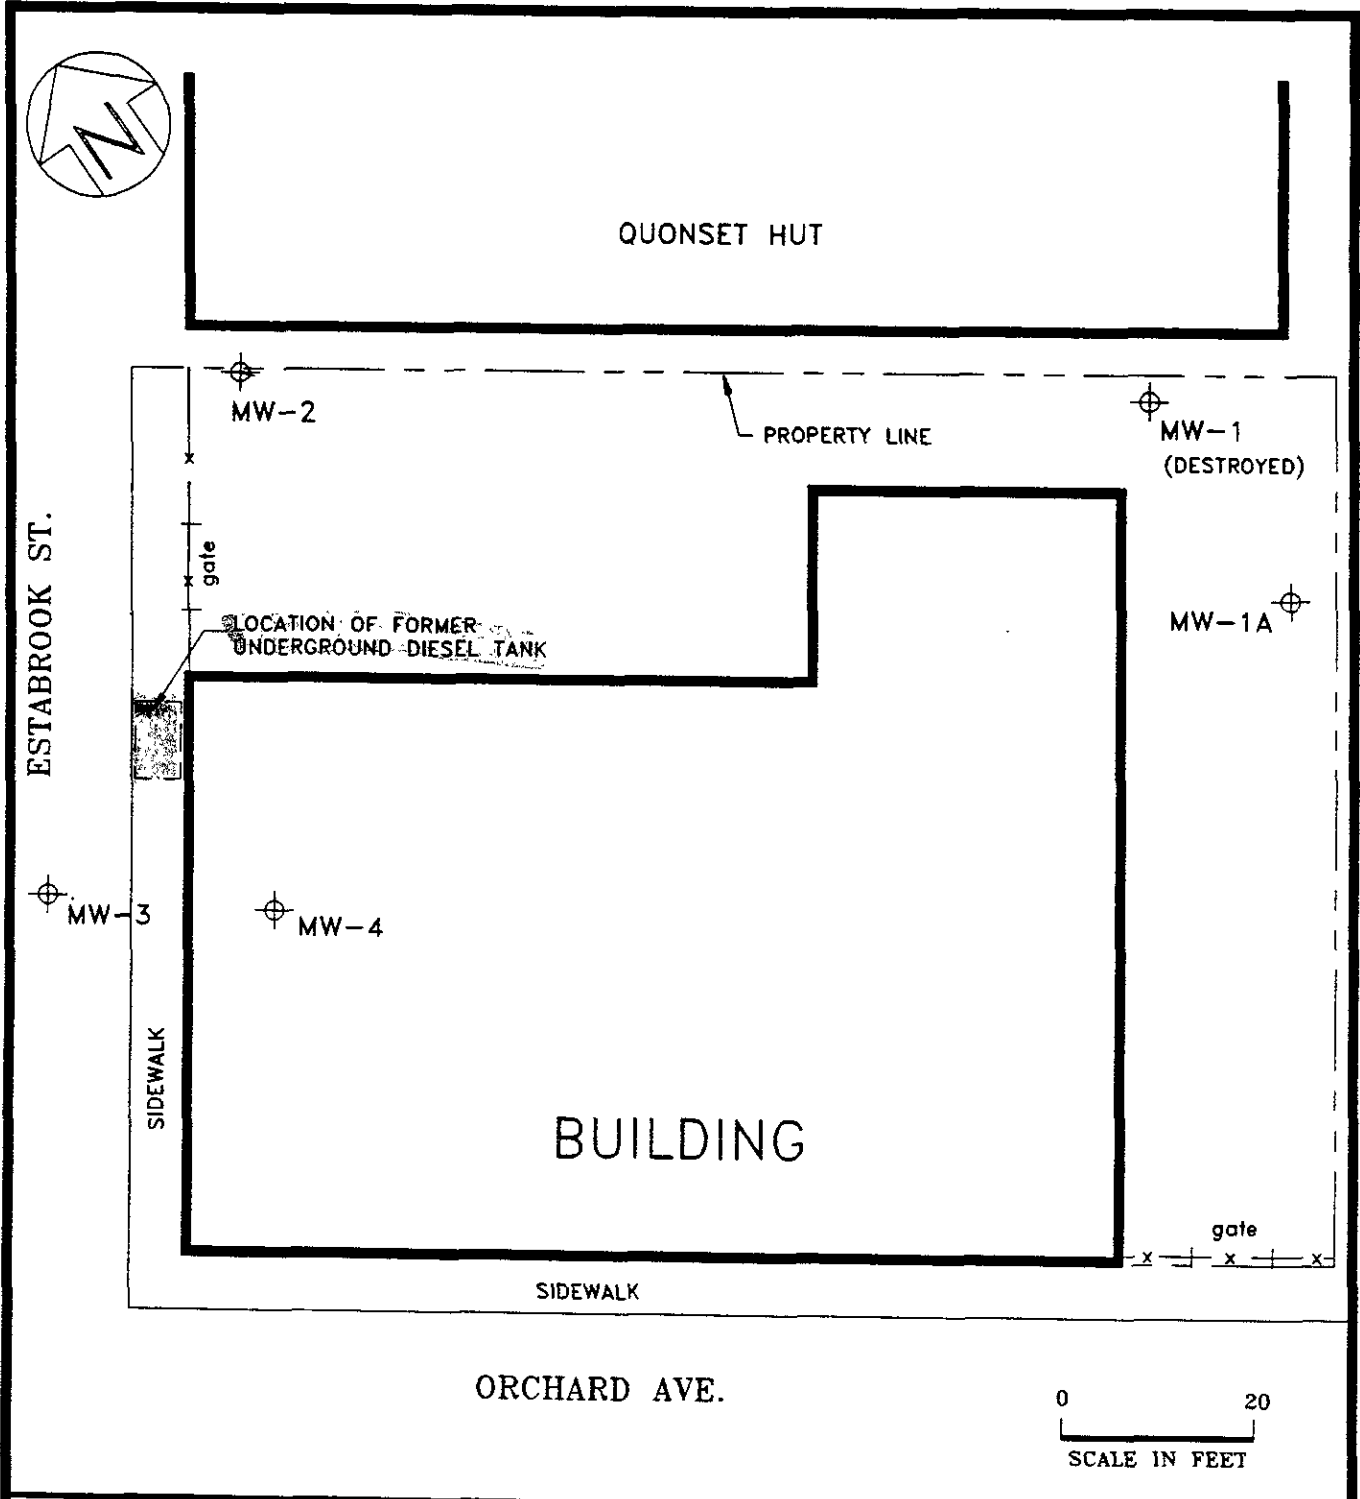 N
QUONSET HUT
MW-2
PROPERTY LINE
MW-1
(DESTROYED)
ESTABROOK ST.
gate
MW-1A
LOCATION OF FORMER
UNDERGROUND DIESEL TANK
MW-3
MW-4
SIDEWALK
BUILDING
gate
SIDEWALK
ORCHARD AVE.
0 20
SCALE IN FEET